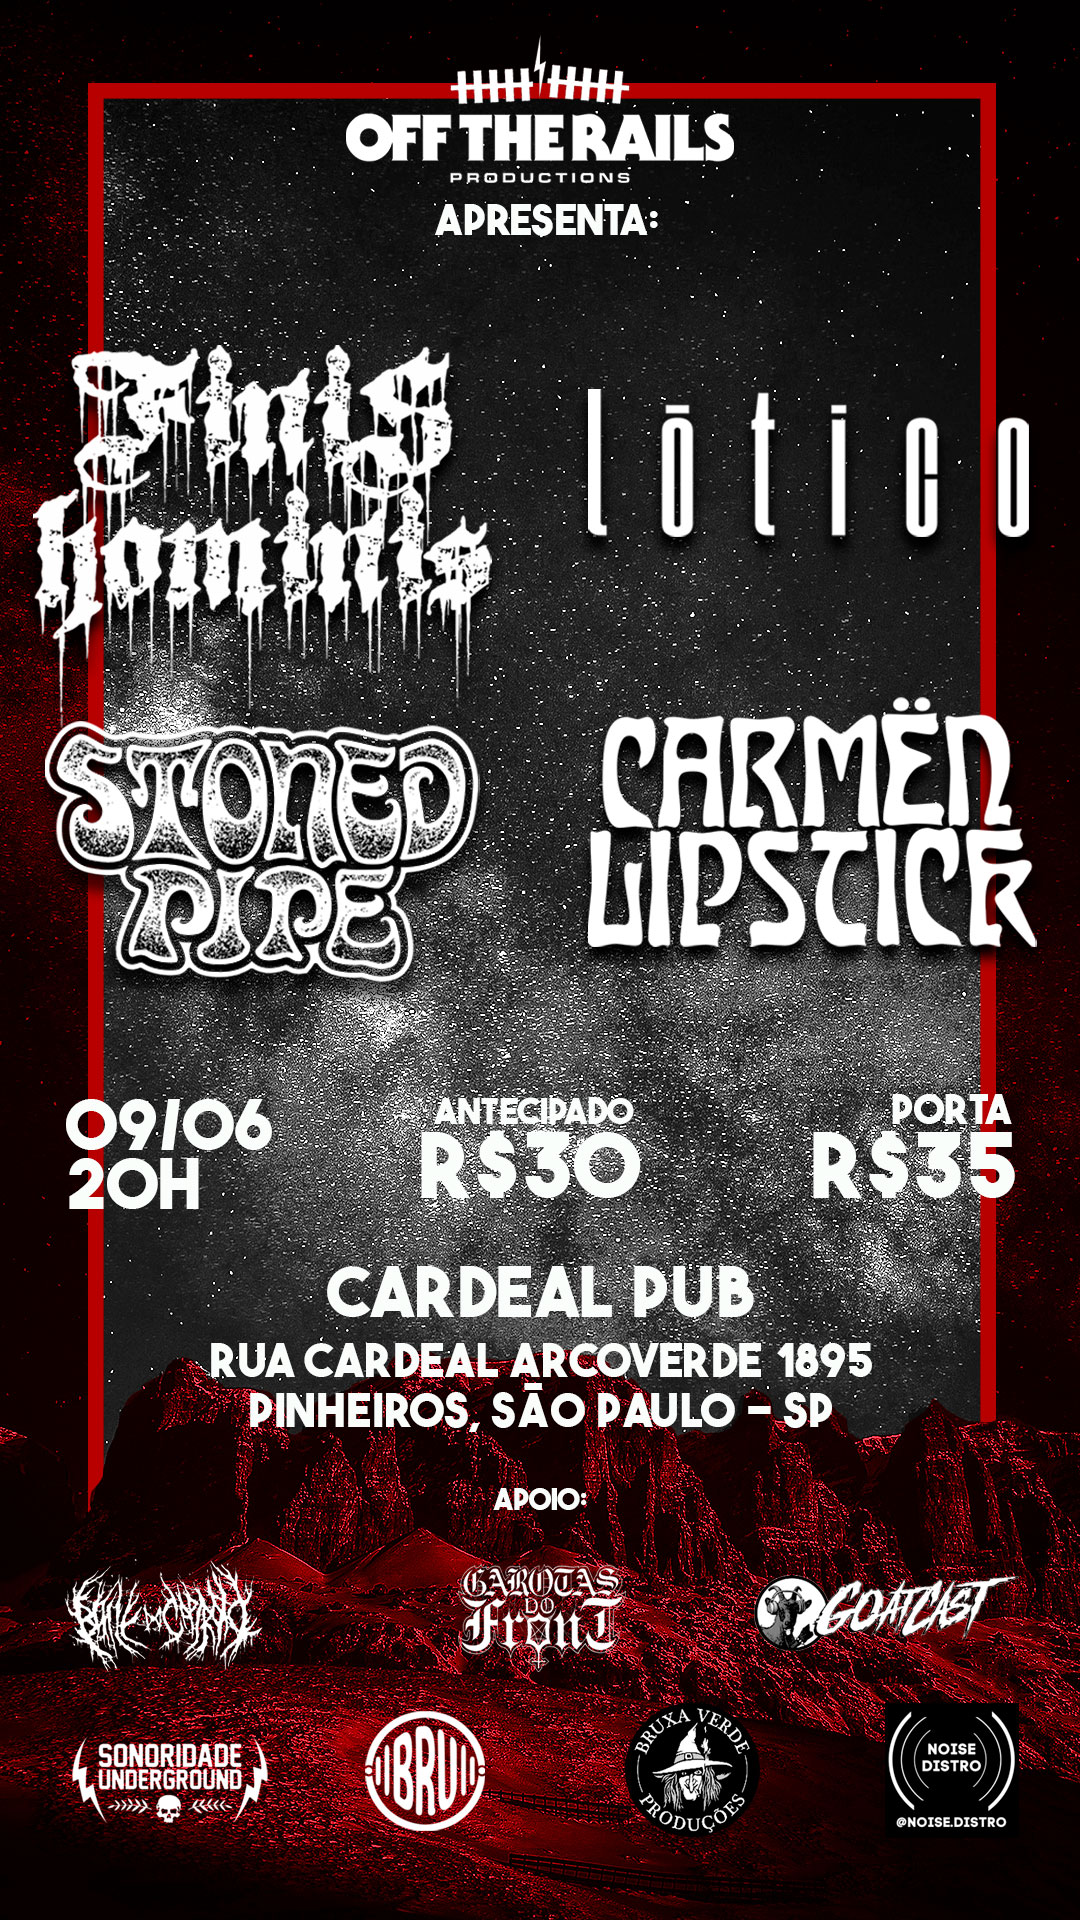 OFF THE RAILS
PRODUCTIONS
APRESENTA:
Finis
hominis
lōtico
STONED
PIPE
CARMËN
LIPSTICK
09/06
20H
ANTECIPADO
R$30
PORTA
R$35
CARDEAL PUB
RUA CARDEAL ARCOVERDE 1895
PINHEIROS, SÃO PAULO – SP
APOIO:
GAROTAS
DO
FronT
GOATCAST
SONORIDADE
UNDERGROUND
BRU
BRUXA VERDE
PRODUÇÕES
NOISE
DISTRO
@NOISE.DISTRO